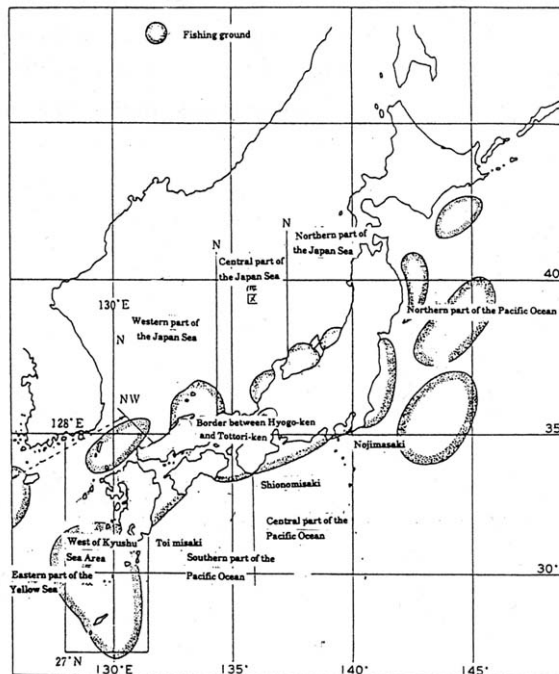 Fishing ground
N
Northern part of
the Japan Sea
N
Central part of
the Japan Sea
40
130°E
Western part of
the Japan Sea
Northern part of the Pacific Ocean
N
NW
128°E
Border between Hyogo-ken
and Tottori-ken
35
Nojimasaki
Shionomisaki
Central part of the
Pacific Ocean
West of Kyushu
Sea Area
Toi misaki
Southern part of the
Pacific Ocean
Eastern part of the
Yellow Sea
30°
27°N
130°E
135°
140°
145°